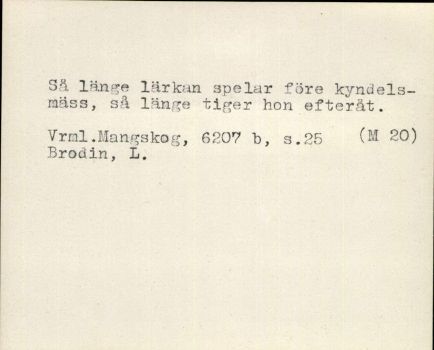 Så länge lärkan spelar före kyndels-
mäss, så länge tiger hon efteråt.
Vrml.Mangskog, 6207 b, s.25 (M 20)
Brodin, L.